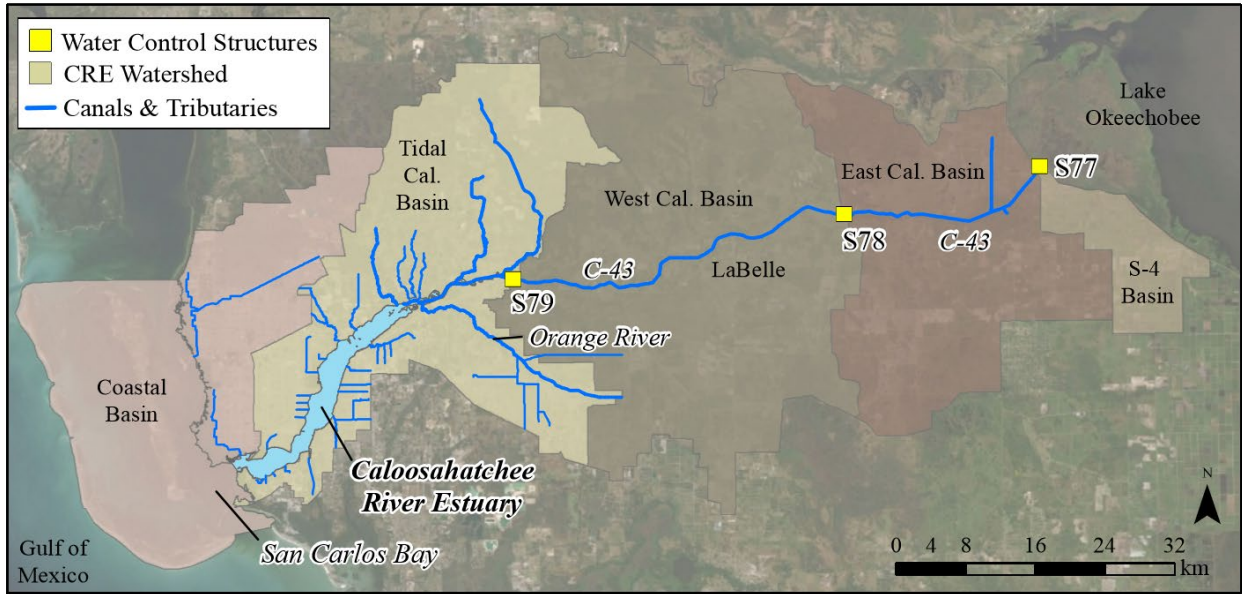 Water Control Structures
CRE Watershed
Canals & Tributaries
Lake
Okeechobee
Tidal
Cal.
Basin
East Cal. Basin
S77
West Cal. Basin
S78
C-43
C-43
LaBelle
S79
S-4
Basin
Orange River
Coastal
Basin
Caloosahatchee
River Estuary
San Carlos Bay
Gulf of
Mexico
N
0 4 8 16 24 32
km